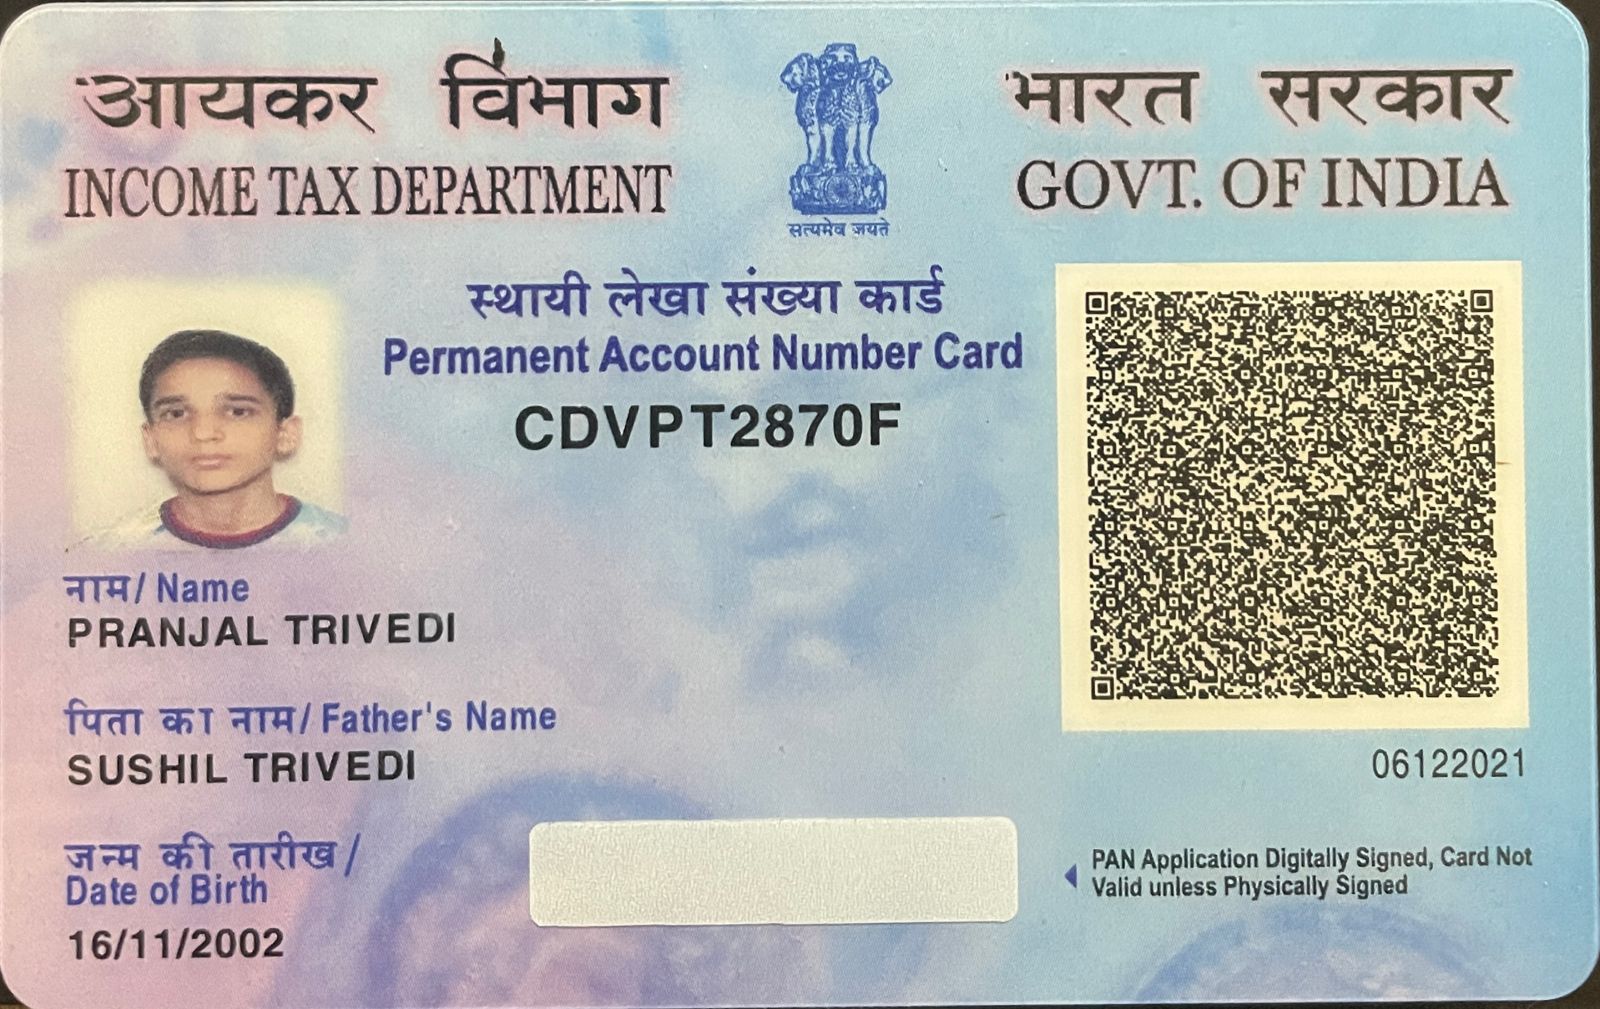 आयकर विभाग
INCOME TAX DEPARTMENT
सत्यमेव जयते
भारत सरकार
GOVT. OF INDIA
स्थायी लेखा संख्या कार्ड
Permanent Account Number Card
CDVPT2870F
नाम/ Name
PRANJAL TRIVEDI
पिता का नाम/ Father's Name
SUSHIL TRIVEDI
जन्म की तारीख/
Date of Birth
16/11/2002
06122021
PAN Application Digitally Signed, Card Not
Valid unless Physically Signed